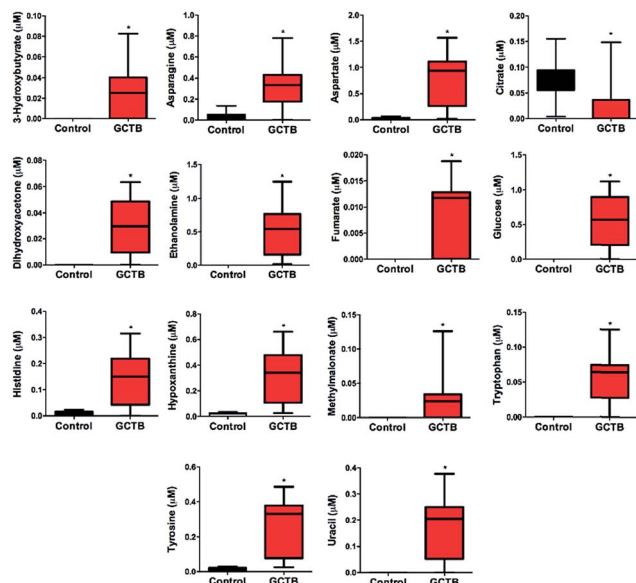 3-Hydroxybutyrate (μM)
0.10
0.08
0.06
0.04
0.02
0.00
*
Control GCTB
Asparagine (μM)
1.0
0.8
0.6
0.4
0.2
0.0
*
Control GCTB
Aspartate (μM)
2.0
1.5
1.0
0.5
0.0
*
Control GCTB
Citrate (μM)
0.20
0.15
0.10
0.05
0.00
*
Control GCTB
Dihydroxyacetone (μM)
0.08
0.06
0.04
0.02
0.00
*
Control GCTB
Ethanolamine (μM)
1.5
1.0
0.5
0.0
*
Control GCTB
Fumarate (μM)
0.020
0.015
0.010
0.005
0.000
*
Control GCTB
Glucose (μM)
1.5
1.0
0.5
0.0
*
Control GCTB
Histidine (μM)
0.4
0.3
0.2
0.1
0.0
*
Control GCTB
Hypoxanthine (μM)
0.8
0.6
0.4
0.2
0.0
*
Control GCTB
Methylmalonate (μM)
0.15
0.10
0.05
0.00
*
Control GCTB
Tryptophan (μM)
0.15
0.10
0.05
0.00
*
Control GCTB
Tyrosine (μM)
0.6
0.4
0.2
0.0
*
Control GCTB
Uracil (μM)
0.4
0.3
0.2
0.1
0.0
*
Control GCTB